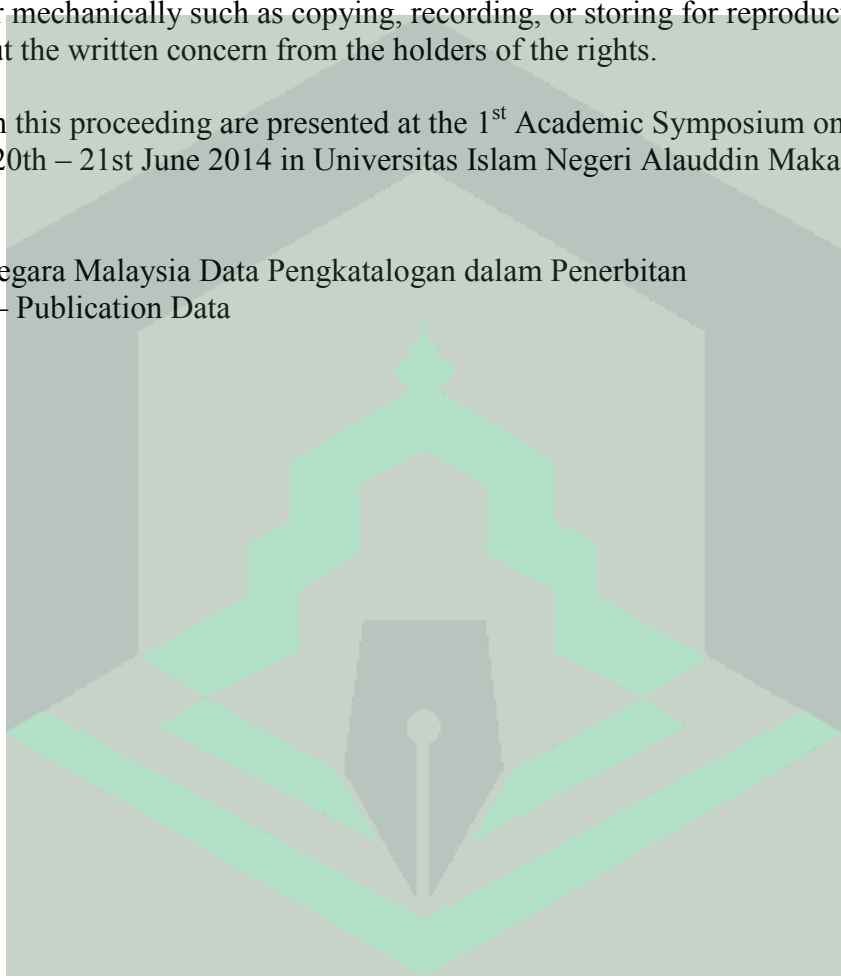 r mechanically such as copying, recording, or storing for reproduc
ut the written concern from the holders of the rights.
n this proceeding are presented at the 1st Academic Symposium on
20th – 21st June 2014 in Universitas Islam Negeri Alauddin Maka
egara Malaysia Data Pengkatalogan dalam Penerbitan
– Publication Data